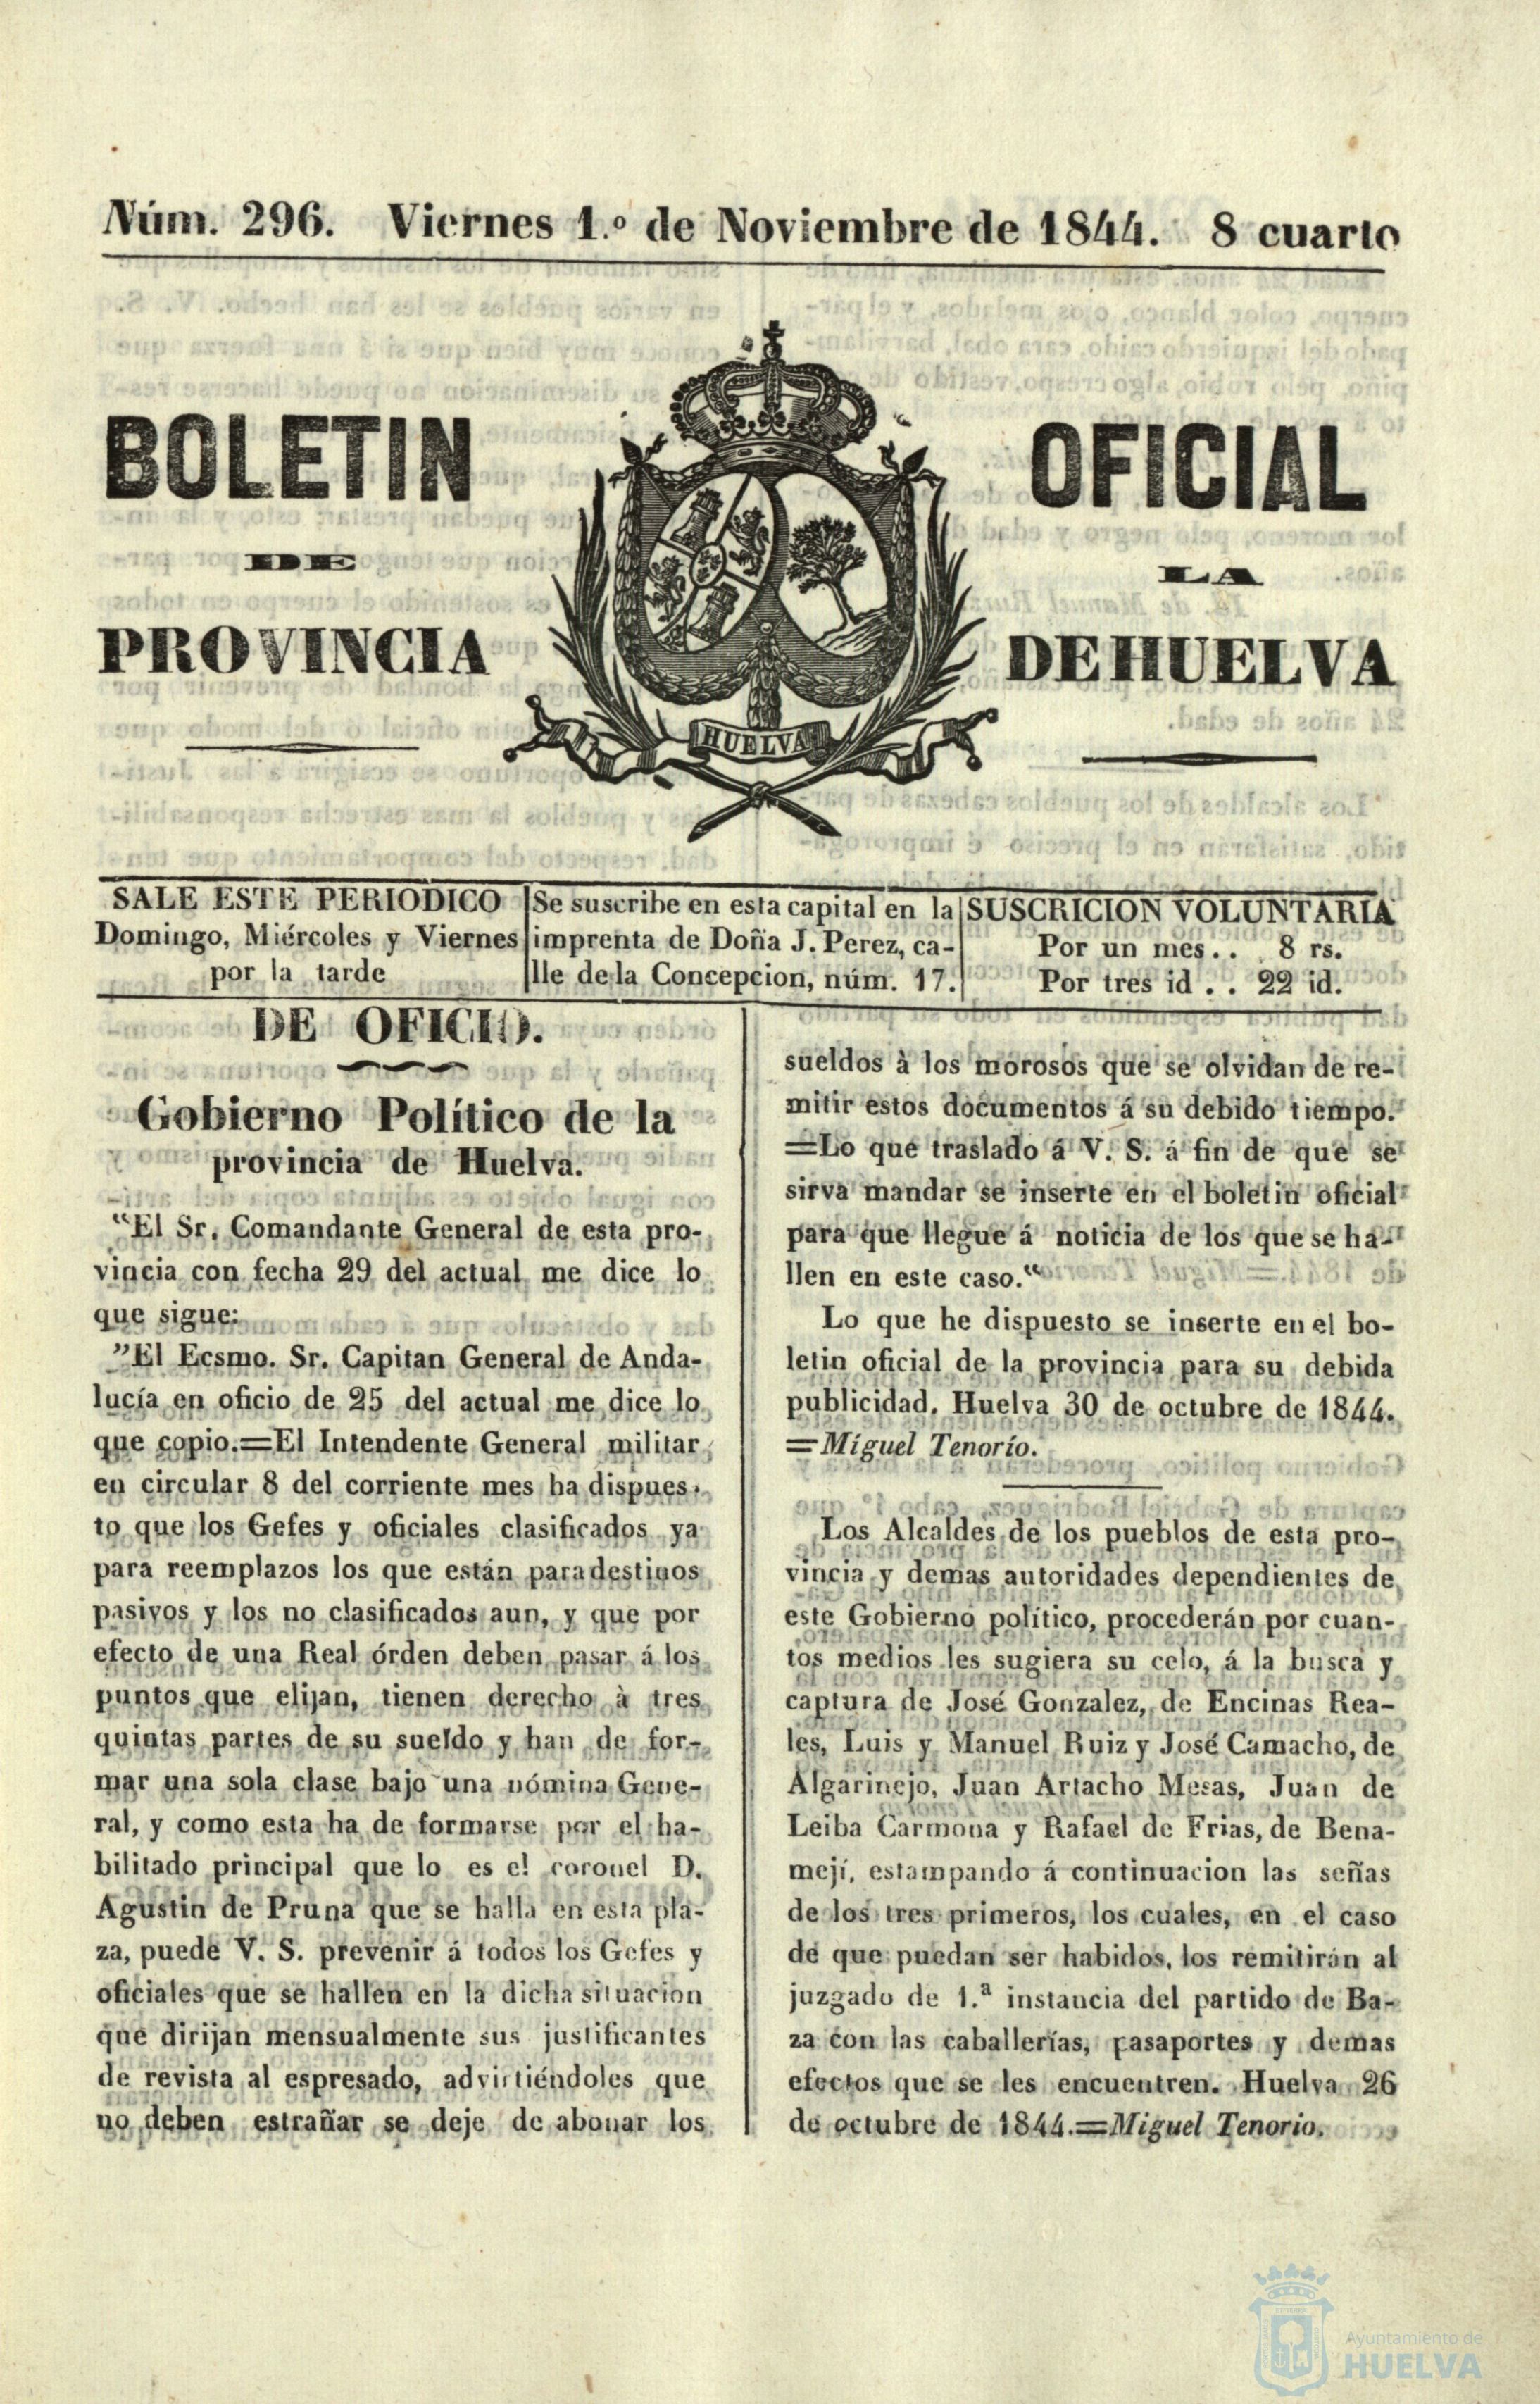 Núm. 296. Viernes 1.º de Noviembre de 1844. 8 cuarto
BOLETIN OFICIAL
DE LA
PROVINCIA DE HUELVA
HUELVA
SALE ESTE PERIODICO
Domingo, Miércoles y Viernes
por la tarde
Se suscribe en esta capital en la
imprenta de Doña J. Perez, ca-
lle de la Concepcion, núm. 17.
SUSCRICION VOLUNTARIA
Por un mes.. 8 rs.
Por tres id.. 22 id.
DE OFICIO.
Gobierno Político de la
provincia de Huelva.
“El Sr. Comandante General de esta pro-
vincia con fecha 29 del actual me dice lo
que sigue:
”El Ecsmo. Sr. Capitan General de Anda-
lucía en oficio de 25 del actual me dice lo
que copio.=El Intendente General militar
en circular 8 del corriente mes ha dispues-
to que los Gefes y oficiales clasificados ya
para reemplazos los que están para destinos
pasivos y los no clasificados aun, y que por
efecto de una Real órden deben pasar á los
puntos que elijan, tienen derecho à tres
quintas partes de su sueldo y han de for-
mar una sola clase bajo una nómina Gene-
ral, y como esta ha de formarse por el ha-
bilitado principal que lo es el coronel D.
Agustin de Pruna que se halla en esta pla-
za, puede V. S. prevenir á todos los Gefes y
oficiales que se hallen en la dicha situacion
que dirijan mensualmente sus justificantes
de revista al espresado, advirtiéndoles que
no deben estrañar se deje de abonar los
sueldos à los morosos que se olvidan de re-
mitir estos documentos á su debido tiempo.
=Lo que traslado á V. S. á fin de que se
sirva mandar se inserte en el boletin oficial
para que llegue á noticia de los que se ha-
llen en este caso.“
Lo que he dispuesto se inserte en el bo-
letin oficial de la provincia para su debida
publicidad. Huelva 30 de octubre de 1844.
=Miguel Tenorio.
Los Alcaldes de los pueblos de esta pro-
vincia y demas autoridades dependientes de
este Gobierno político, procederán por cuan-
tos medios les sugiera su celo, á la busca y
captura de José Gonzalez, de Encinas Rea-
les, Luis y Manuel Ruiz y José Camacho, de
Algarinejo, Juan Artacho Mesas, Juan de
Leiba Carmona y Rafael de Frias, de Bena-
mejí, estampando á continuacion las señas
de los tres primeros, los cuales, en el caso
de que puedan ser habidos, los remitirán al
juzgado de 1.ª instancia del partido de Ba-
za con las caballerías, pasaportes y demas
efectos que se les encuentren. Huelva 26
de octubre de 1844.=Miguel Tenorio.
Ayuntamiento de
HUELVA